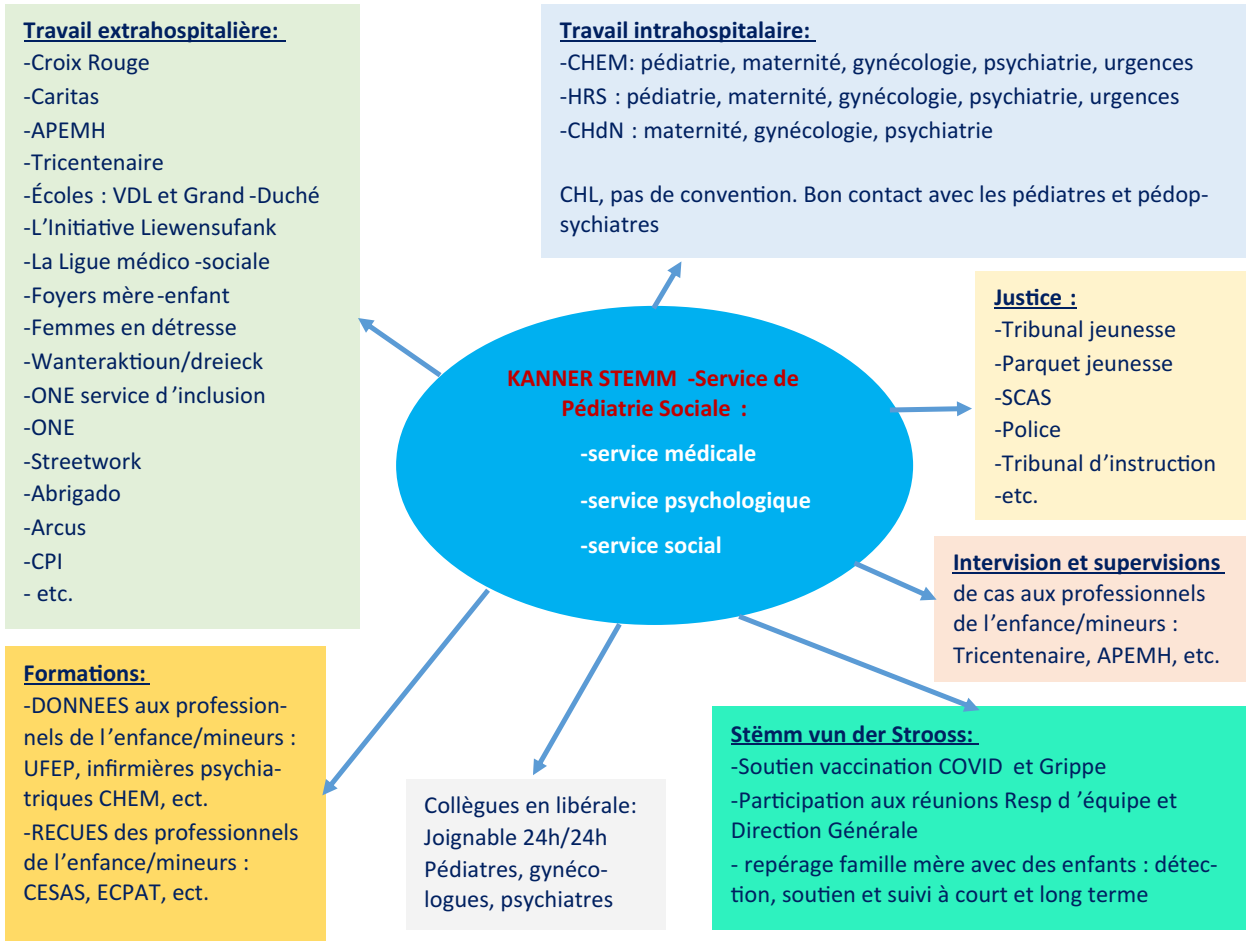 Travail extrahospitalière:
-Croix Rouge
-Caritas
-APEMH
-Tricentenaire
-Écoles : VDL et Grand -Duché
-L'Initiative Liewensufank
-La Ligue médico -sociale
-Foyers mère-enfant
-Femmes en détresse
-Wanteraktioun/dreieck
-ONE service d'inclusion
-ONE
-Streetwork
-Abrigado
-Arcus
-CPI
- etc.
Travail intrahospitalaire:
-CHEM: pédiatrie, maternité, gynécologie, psychiatrie, urgences
-HRS : pédiatrie, maternité, gynécologie, psychiatrie, urgences
-CHdN : maternité, gynécologie, psychiatrie
CHL, pas de convention. Bon contact avec les pédiatres et pédop-
sychiatres
KANNER STEMM -Service de
Pédiatrie Sociale :
-service médicale
-service psychologique
-service social
Justice :
-Tribunal jeunesse
-Parquet jeunesse
-SCAS
-Police
-Tribunal d'instruction
-etc.
Intervision et supervisions
de cas aux professionnels
de l'enfance/mineurs :
Tricentenaire, APEMH, etc.
Formations:
-DONNEES aux profession-
nels de l'enfance/mineurs :
UFEP, infirmières psychia-
triques CHEM, ect.
-RECUES des professionnels
de l'enfance/mineurs :
CESAS, ECPAT, ect.
Collègues en libérale:
Joignable 24h/24h
Pédiatres, gynéco-
logues, psychiatres
Stëmm vun der Strooss:
-Soutien vaccination COVID et Grippe
-Participation aux réunions Resp d 'équipe et
Direction Générale
- repérage famille mère avec des enfants : détec-
tion, soutien et suivi à court et long terme